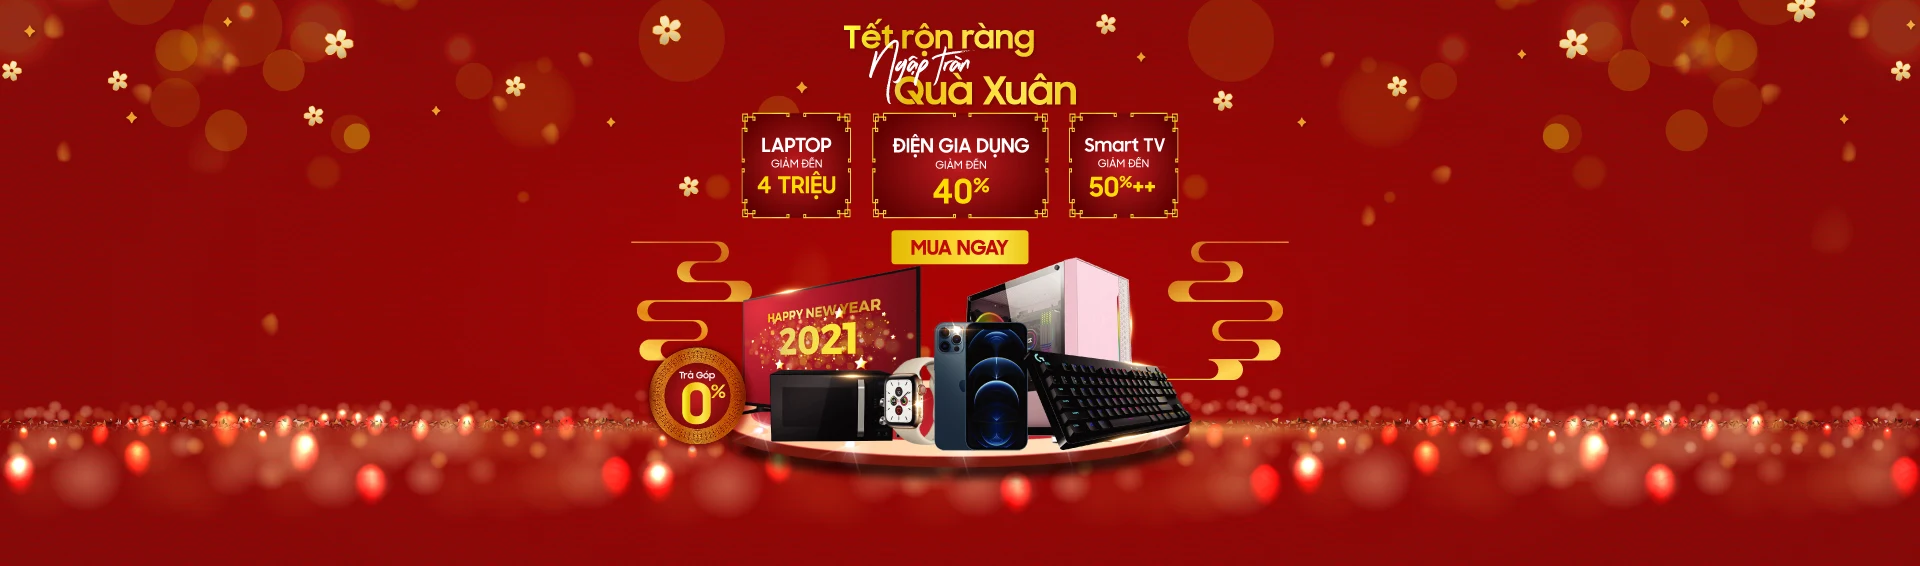 Tết rộn ràng
Ngập tràn
Quà Xuân
LAPTOP
GIẢM ĐẾN
4 TRIỆU
ĐIỆN GIA DỤNG
GIẢM ĐẾN
40%
Smart TV
GIẢM ĐẾN
50%++
MUA NGAY
HAPPY NEW YEAR
2021
Trả Góp
0%